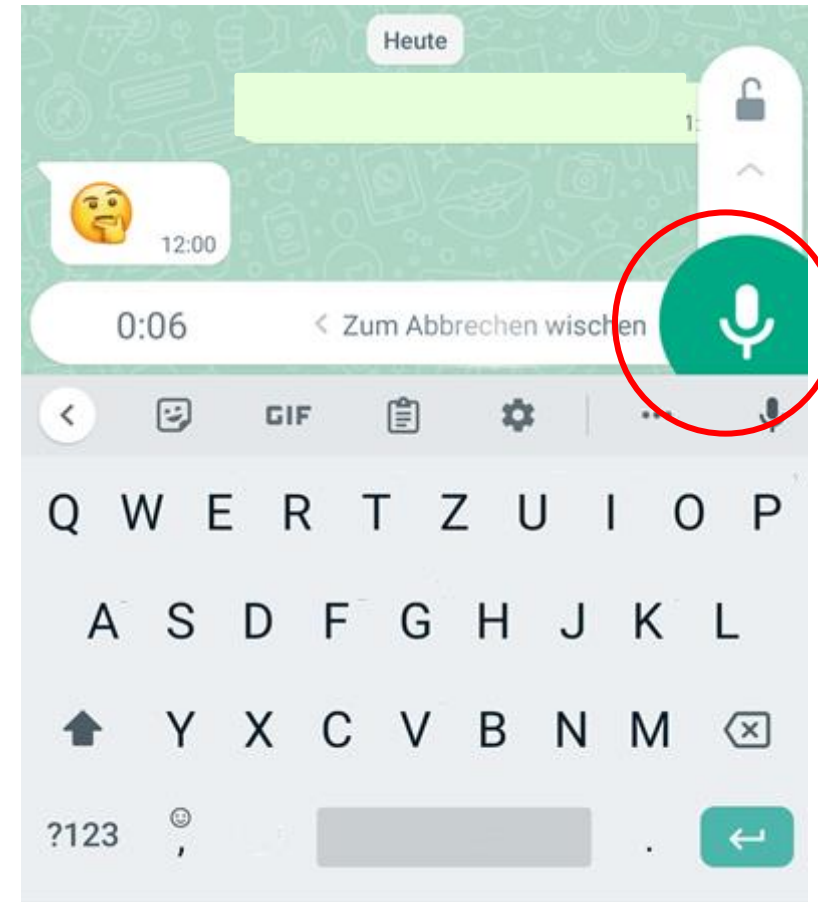 Heute
12:00
0:06
< Zum Abbrechen wischen
GIF
Q W E R T Z U I O P
A S D F G H J K L
Y X C V B N M
?123 , .